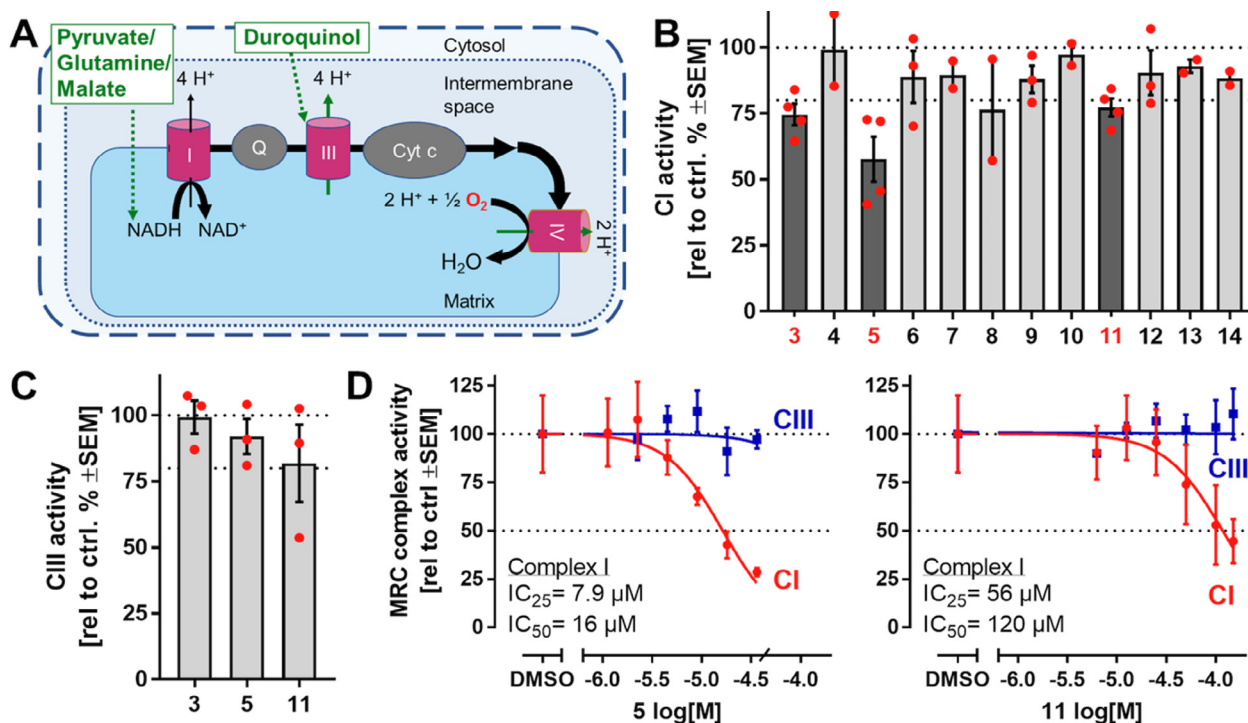 A
Pyruvate/
Glutamine/
Malate
Duroquinol
Cytosol
4 H⁺
4 H⁺
Intermembrane
space
I
Q
III
Cyt c
2 H⁺ + ½ O₂
NADH
NAD⁺
IV
2 H⁺
H₂O
Matrix
B
CI activity
[rel to ctrl. % ±SEM]
100
75
50
25
0
3 4 5 6 7 8 9 10 11 12 13 14
C
CIII activity
[rel to ctrl. % ±SEM]
125
100
75
50
25
0
3 5 11
D
MRC complex activity
[rel to ctrl ±SEM]
125
100
75
50
25
0
CIII
CI
Complex I
IC₂₅= 7.9 µM
IC₅₀= 16 µM
DMSO -6.0 -5.5 -5.0 -4.5 -4.0
5 log[M]
125
100
75
50
25
0
CIII
CI
Complex I
IC₂₅= 56 µM
IC₅₀= 120 µM
DMSO -6.0 -5.5 -5.0 -4.5 -4.0
11 log[M]